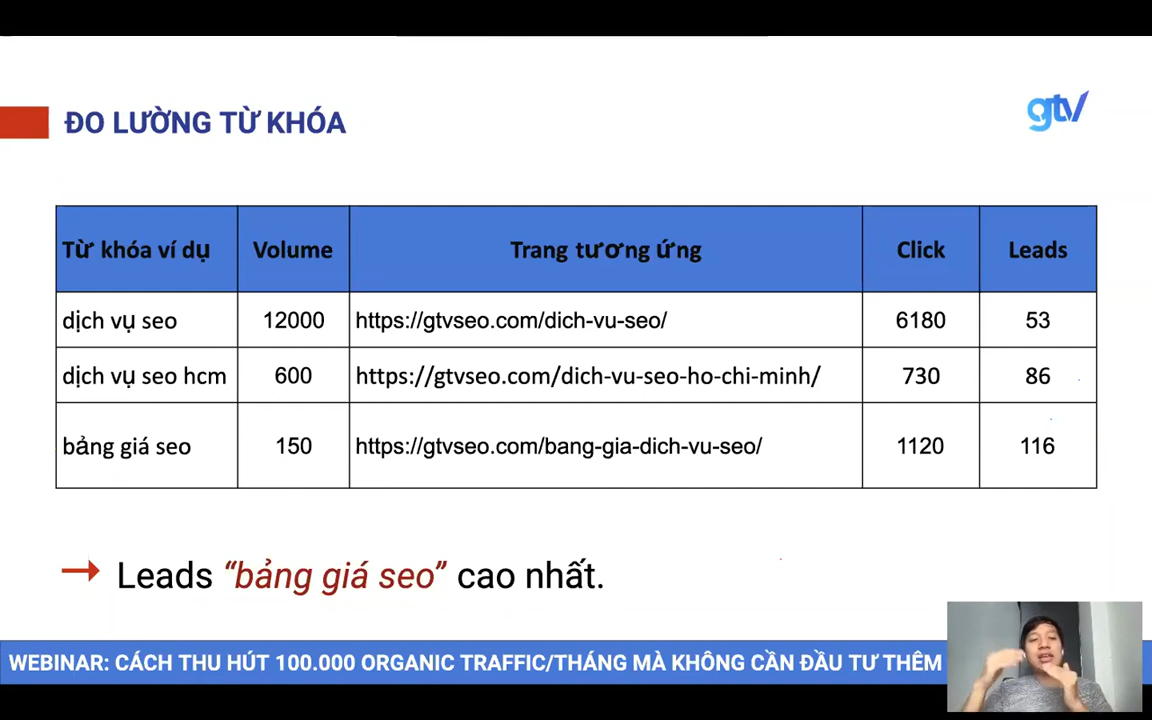 ĐO LƯỜNG TỪ KHÓA
gtv
Từ khóa ví dụ Volume Trang tương ứng Click Leads
dịch vụ seo 12000 https://gtvseo.com/dich-vu-seo/ 6180 53
dịch vụ seo hcm 600 https://gtvseo.com/dich-vu-seo-ho-chi-minh/ 730 86
bảng giá seo 150 https://gtvseo.com/bang-gia-dich-vu-seo/ 1120 116
→ Leads “bảng giá seo” cao nhất.
WEBINAR: CÁCH THU HÚT 100.000 ORGANIC TRAFFIC/THÁNG MÀ KHÔNG CẦN ĐẦU TƯ THÊM